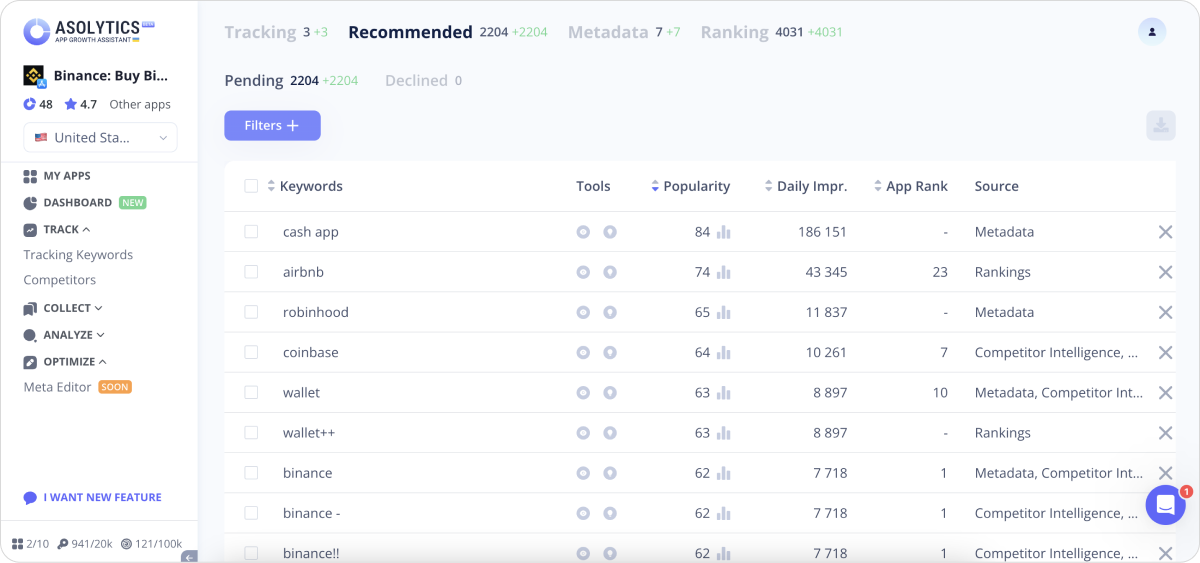 ASOLYTICS BETA
APP GROWTH ASSISTANT
Binance: Buy Bi...
48 4.7 Other apps
United Sta...
MY APPS
DASHBOARD NEW
TRACK
Tracking Keywords
Competitors
COLLECT
ANALYZE
OPTIMIZE
Meta Editor SOON
I WANT NEW FEATURE
2/10 941/20k 121/100k
Tracking 3 +3 Recommended 2204 +2204 Metadata 7 +7 Ranking 4031 +4031
Pending 2204 +2204 Declined 0
Filters +
Keywords Tools Popularity Daily Impr. App Rank Source
cash app 84 186 151 - Metadata
airbnb 74 43 345 23 Rankings
robinhood 65 11 837 - Metadata
coinbase 64 10 261 7 Competitor Intelligence, ...
wallet 63 8 897 10 Metadata, Competitor Int...
wallet++ 63 8 897 - Rankings
binance 62 7 718 1 Metadata, Competitor Int...
binance - 62 7 718 1 Competitor Intelligence, ...
binance!! 62 7 718 1 Competitor Intelligence, ...
1